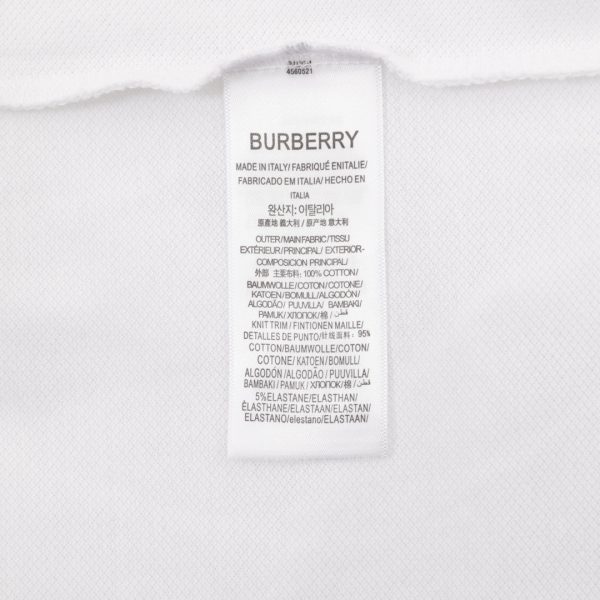 4560521
BURBERRY
MADE IN ITALY/ FABRIQUÉ ENITALIE/
FABRICADO EM ITALIA/ HECHO EN
ITALIA
완산지: 이탈리아
原產地 義大利 / 原产地 意大利
OUTER/MAIN FABRIC/TISSU
EXTÉRIEUR/PRINCIPAL/ EXTERIOR-
COMPOSICION PRINCIPAL/
外部 主要布料: 100% COTTON/
BAUMWOLLE/COTON/COTONE/
KATOEN/BOMULL/ALGODÓN/
ALGODÃO/ PUUVILLA/ BAMBAKI/
PAMUK/ ХЛОПОК/棉/ قطن/
KNIT TRIM / FINTIONEN MAILLE/
DETALLES DE PUNTO/针线面料: 95%
COTTON/BAUMWOLLE/COTON/
COTONE/ KATOEN/ BOMULL/
ALGODÓN/ALGODÃO/ PUUVILLA/
BAMBAKI/ PAMUK / ХЛОПОК/棉/ قطن/
5%ELASTANE/ELASTHAN/
ÉLASTHANE/ELASTAAN/ELASTAN/
ELASTANO/elestano/ELASTAAN/